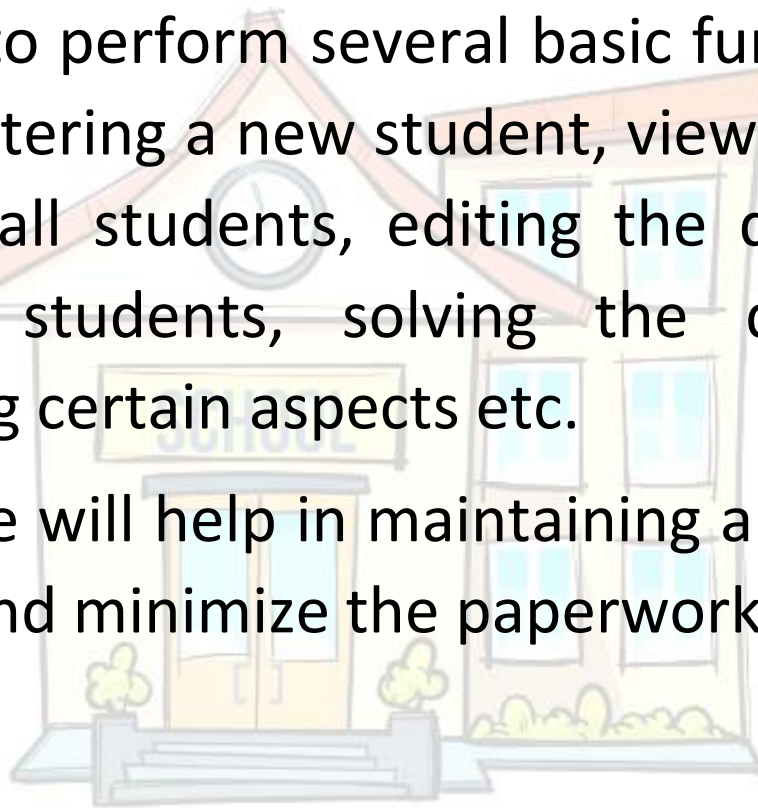 to perform several basic fun
tering a new student, view
all students, editing the d
students, solving the d
g certain aspects etc.
SCHOOL
e will help in maintaining a
nd minimize the paperwork